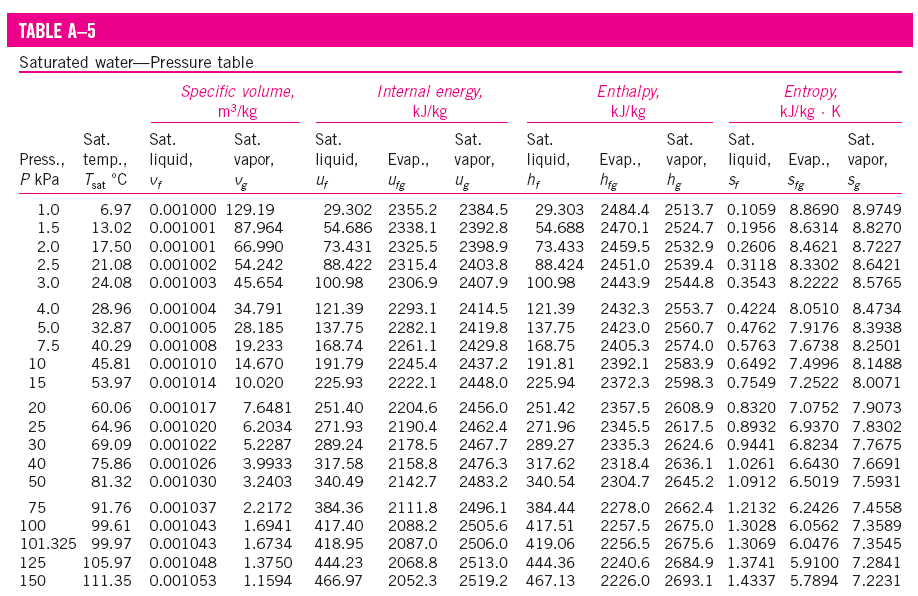 TABLE A–5
Saturated water—Pressure table
Specific volume, Internal energy, Enthalpy, Entropy,
m³/kg kJ/kg kJ/kg kJ/kg · K
Sat. Sat. Sat. Sat. Sat. Sat. Sat. Sat. Sat.
Press., temp., liquid, vapor, liquid, Evap., vapor, liquid, Evap., vapor, liquid, Evap., vapor,
P kPa Tsat °C vf vg uf ufg ug hf hfg hg sf sfg sg
1.0 6.97 0.001000 129.19 29.302 2355.2 2384.5 29.303 2484.4 2513.7 0.1059 8.8690 8.9749
1.5 13.02 0.001001 87.964 54.686 2338.1 2392.8 54.688 2470.1 2524.7 0.1956 8.6314 8.8270
2.0 17.50 0.001001 66.990 73.431 2325.5 2398.9 73.433 2459.5 2532.9 0.2606 8.4621 8.7227
2.5 21.08 0.001002 54.242 88.422 2315.4 2403.8 88.424 2451.0 2539.4 0.3118 8.3302 8.6421
3.0 24.08 0.001003 45.654 100.98 2306.9 2407.9 100.98 2443.9 2544.8 0.3543 8.2222 8.5765
4.0 28.96 0.001004 34.791 121.39 2293.1 2414.5 121.39 2432.3 2553.7 0.4224 8.0510 8.4734
5.0 32.87 0.001005 28.185 137.75 2282.1 2419.8 137.75 2423.0 2560.7 0.4762 7.9176 8.3938
7.5 40.29 0.001008 19.233 168.74 2261.1 2429.8 168.75 2405.3 2574.0 0.5763 7.6738 8.2501
10 45.81 0.001010 14.670 191.79 2245.4 2437.2 191.81 2392.1 2583.9 0.6492 7.4996 8.1488
15 53.97 0.001014 10.020 225.93 2222.1 2448.0 225.94 2372.3 2598.3 0.7549 7.2522 8.0071
20 60.06 0.001017 7.6481 251.40 2204.6 2456.0 251.42 2357.5 2608.9 0.8320 7.0752 7.9073
25 64.96 0.001020 6.2034 271.93 2190.4 2462.4 271.96 2345.5 2617.5 0.8932 6.9370 7.8302
30 69.09 0.001022 5.2287 289.24 2178.5 2467.7 289.27 2335.3 2624.6 0.9441 6.8234 7.7675
40 75.86 0.001026 3.9933 317.58 2158.8 2476.3 317.62 2318.4 2636.1 1.0261 6.6430 7.6691
50 81.32 0.001030 3.2403 340.49 2142.7 2483.2 340.54 2304.7 2645.2 1.0912 6.5019 7.5931
75 91.76 0.001037 2.2172 384.36 2111.8 2496.1 384.44 2278.0 2662.4 1.2132 6.2426 7.4558
100 99.61 0.001043 1.6941 417.40 2088.2 2505.6 417.51 2257.5 2675.0 1.3028 6.0562 7.3589
101.325 99.97 0.001043 1.6734 418.95 2087.0 2506.0 419.06 2256.5 2675.6 1.3069 6.0476 7.3545
125 105.97 0.001048 1.3750 444.23 2068.8 2513.0 444.36 2240.6 2684.9 1.3741 5.9100 7.2841
150 111.35 0.001053 1.1594 466.97 2052.3 2519.2 467.13 2226.0 2693.1 1.4337 5.7894 7.2231